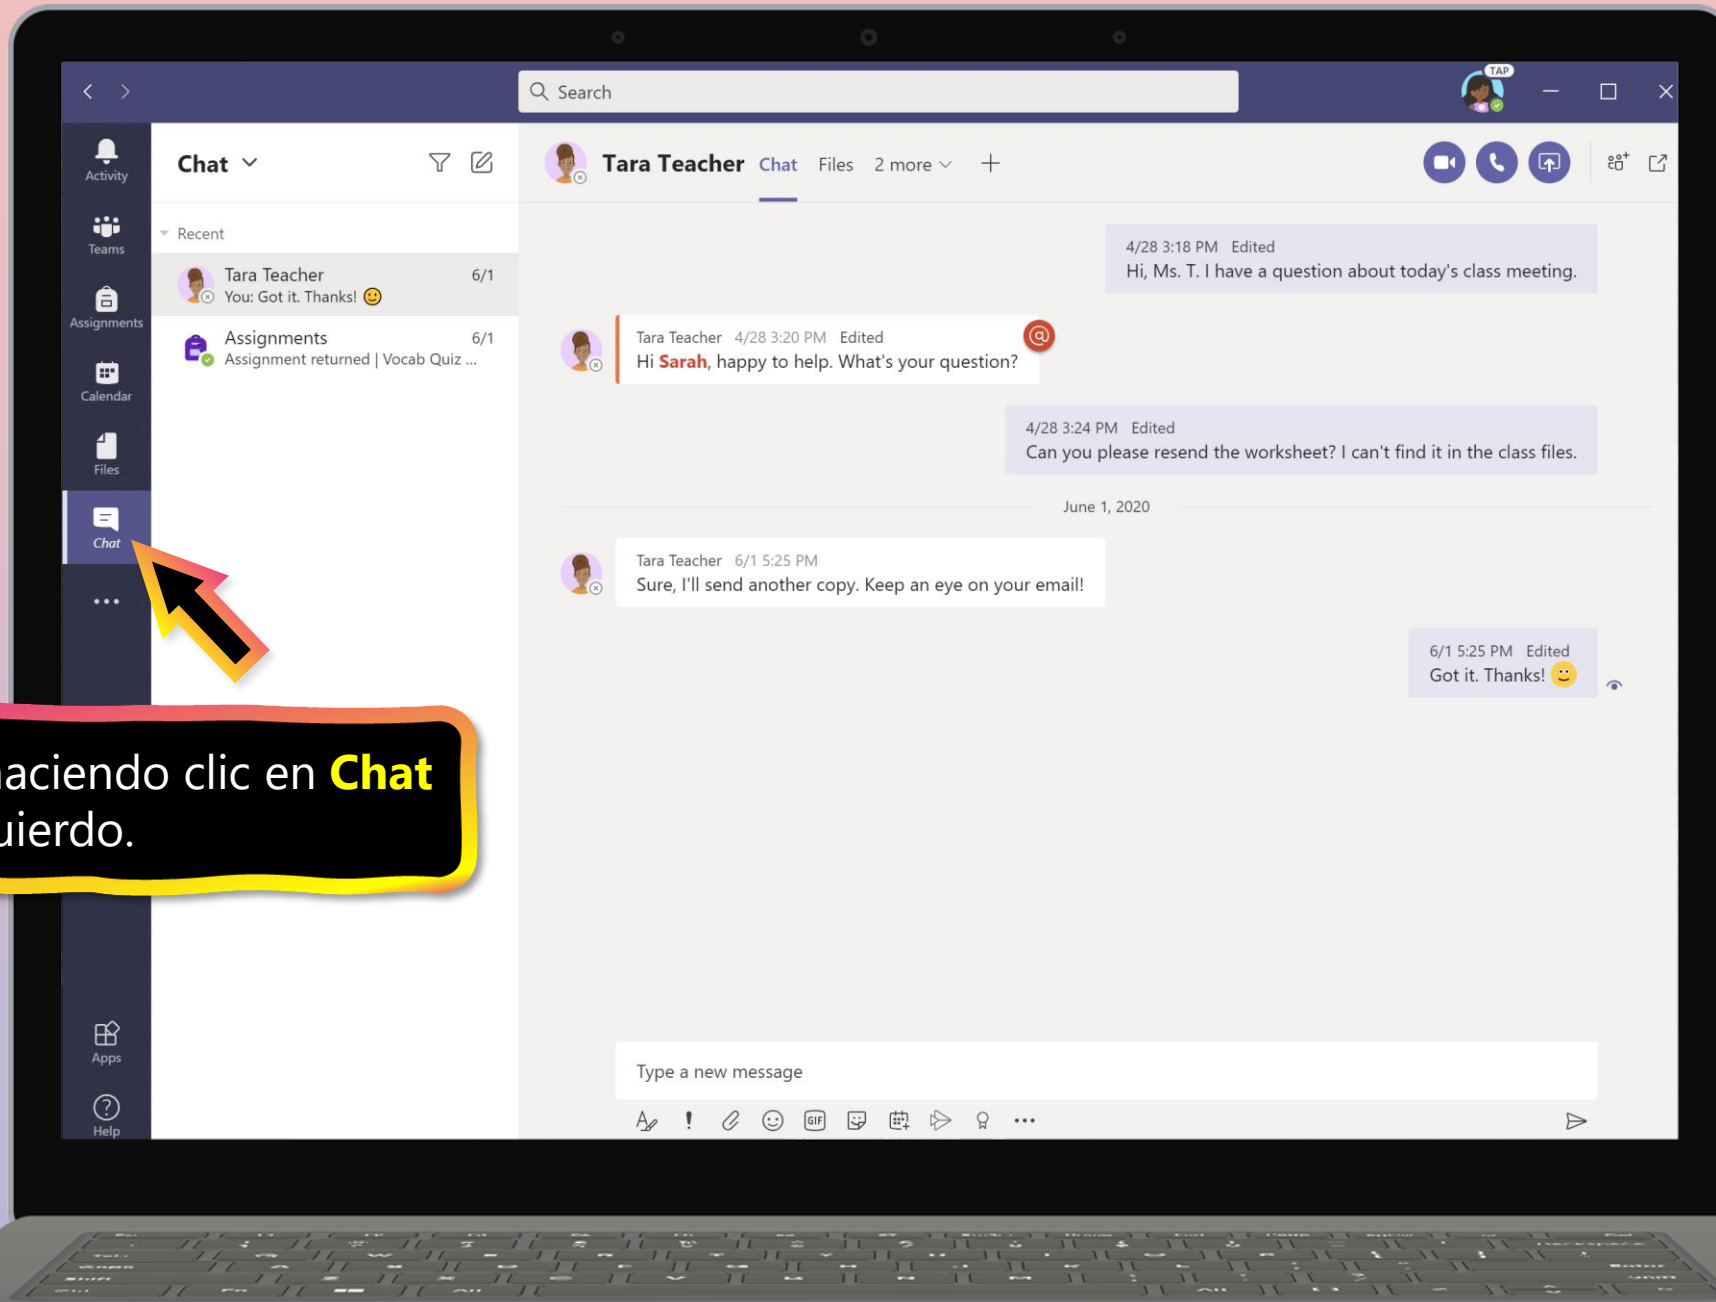 Search
TAP
Activity
Teams
Assignments
Calendar
Files
Chat
Apps
Help
Chat
Recent
Tara Teacher 6/1
You: Got it. Thanks! 🙂
Assignments 6/1
Assignment returned | Vocab Quiz ...
Tara Teacher Chat Files 2 more
4/28 3:18 PM Edited
Hi, Ms. T. I have a question about today's class meeting.
Tara Teacher 4/28 3:20 PM Edited
@
Hi Sarah, happy to help. What's your question?
4/28 3:24 PM Edited
Can you please resend the worksheet? I can't find it in the class files.
June 1, 2020
Tara Teacher 6/1 5:25 PM
Sure, I'll send another copy. Keep an eye on your email!
6/1 5:25 PM Edited
Got it. Thanks! 🙂
Type a new message
GIF
haciendo clic en Chat
uierdo.